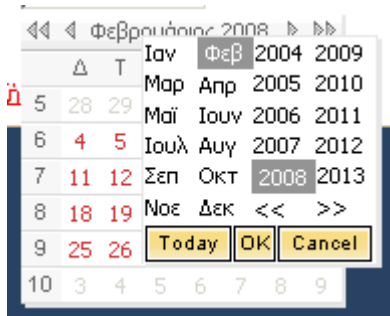 Φεβρουάριος 2008
Δ Τ
5 28 29
6 4 5
7 11 12
8 18 19
9 25 26
10 3 4 5 6 7 8 9
Ιαν Φεβ 2004 2009
Μαρ Απρ 2005 2010
Μαϊ Ιουν 2006 2011
Ιουλ Αυγ 2007 2012
Σεπ Οκτ 2008 2013
Νοε Δεκ << >>
Today OK Cancel